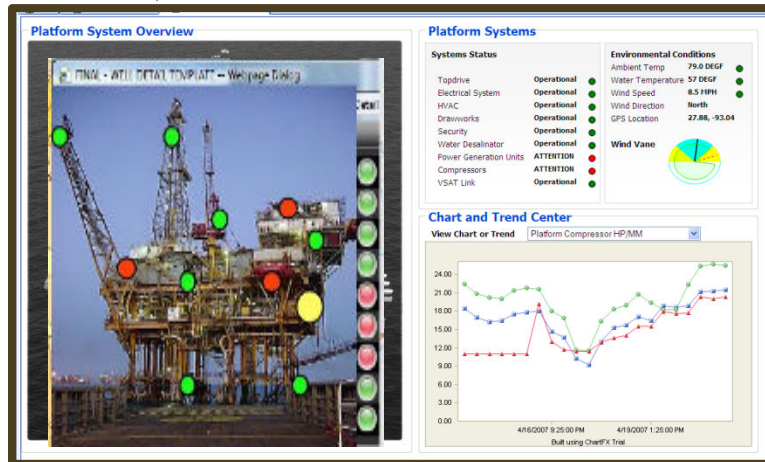 Platform System Overview
FINAL - WELL DETAIL TEMPLATE -- Webpage Dialog
Detail
Platform Systems
Systems Status
Topdrive Operational
Electrical System Operational
HVAC Operational
Drawworks Operational
Security Operational
Water Desalinator Operational
Power Generation Units ATTENTION
Compressors ATTENTION
VSAT Link Operational
Environmental Conditions
Ambient Temp 79.0 DEGF
Water Temperature 57 DEGF
Wind Speed 8.5 MPH
Wind Direction North
GPS Location 27.88, -93.04
Wind Vane
Chart and Trend Center
View Chart or Trend Platform Compressor HP/MM
24.00
21.00
18.00
15.00
12.00
9.00
6.00
3.00
0.00
4/16/2007 9:25:00 PM 4/19/2007 1:25:00 PM
Built using ChartFX Trial